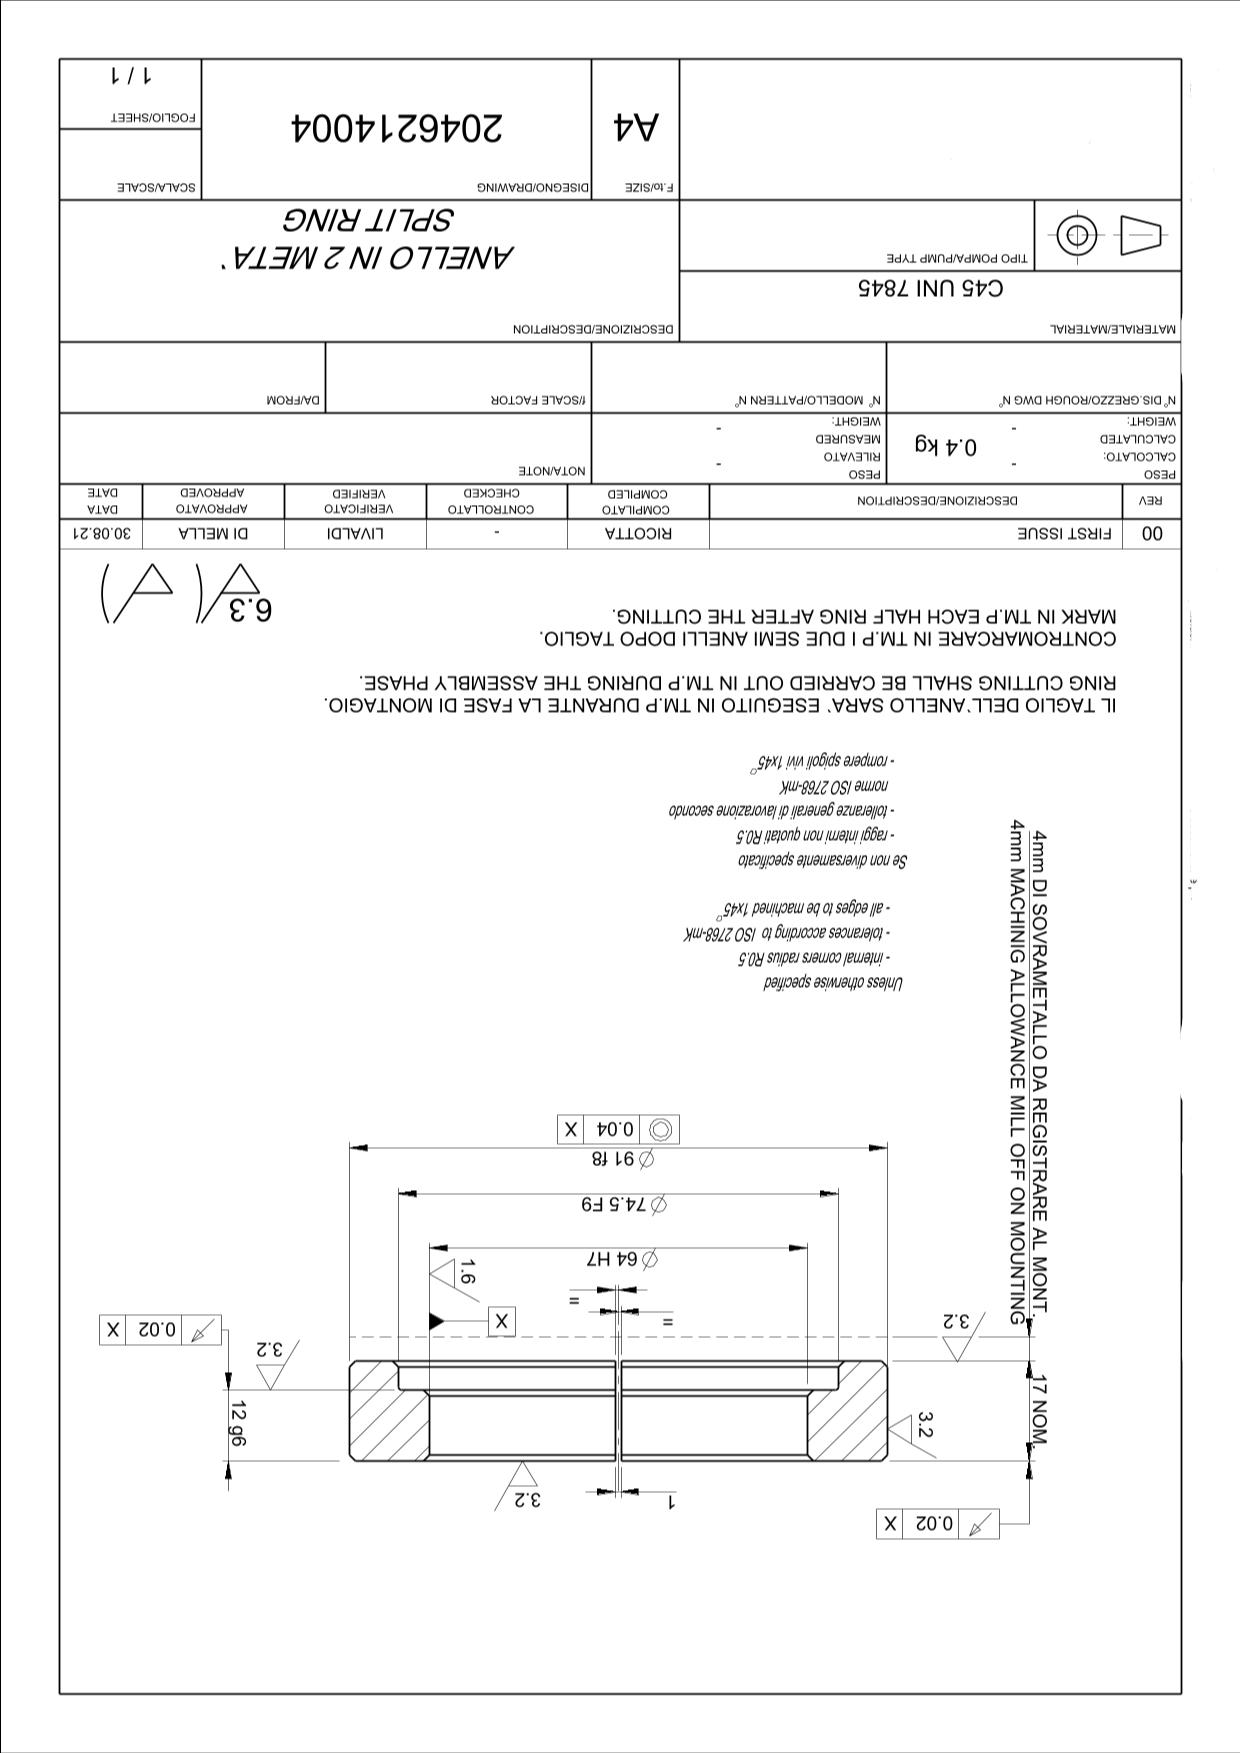 0.02 X
1
3.2
3.2
12 g6
17 NOM.
3.2
3.2
0.02 X
X
= =
1.6
Ø 64 H7
Ø 74.5 F9
Ø 91 f8
0.04 X
4mm DI SOVRAMETALLO DA REGISTRARE AL MONT.
4mm MACHINIG ALLOWANCE MILL OFF ON MOUNTING
Unless otherwise specified
- internal corners radius R0.5
- tolerances according to ISO 2768-mK
- all edges to be machined 1x45°
Se non diversamente specificato
- raggi interni non quotati R0.5
- tolleranze generali di lavorazione secondo
norme ISO 2768-mK
- rompere spigoli vivi 1x45°
IL TAGLIO DELL'ANELLO SARA' ESEGUITO IN TM.P DURANTE LA FASE DI MONTAGIO.
RING CUTTING SHALL BE CARRIED OUT IN TM.P DURING THE ASSEMBLY PHASE.
CONTROMARCARE IN TM.P I DUE SEMI ANELLI DOPO TAGLIO.
MARK IN TM.P EACH HALF RING AFTER THE CUTTING.
6.3 ( )
00 FIRST ISSUE RICOTTA - LIVALDI DI MELLA 30.08.21
REV DESCRIZIONE/DESCRIPTION COMPILATO COMPILED CONTROLLATO CHECKED VERIFICATO VERIFIED APPROVATO APPROVED DATA DATE
PESO
CALCOLATO: -
CALCULATED
WEIGHT: -
0.4 kg
PESO
RILEVATO -
MEASURED
WEIGHT: -
NOTA/NOTE
N° DIS.GREZZO/ROUGH DWG N°
N° MODELLO/PATTERN N°
f/SCALE FACTOR
DA/FROM
MATERIALE/MATERIAL
C45 UNI 7845
DESCRIZIONE/DESCRIPTION
ANELLO IN 2 META'
SPLIT RING
TIPO POMPA/PUMP TYPE
F.to/SIZE
A4
DISEGNO/DRAWING
2046214004
SCALA/SCALE
FOGLIO/SHEET
1 / 1